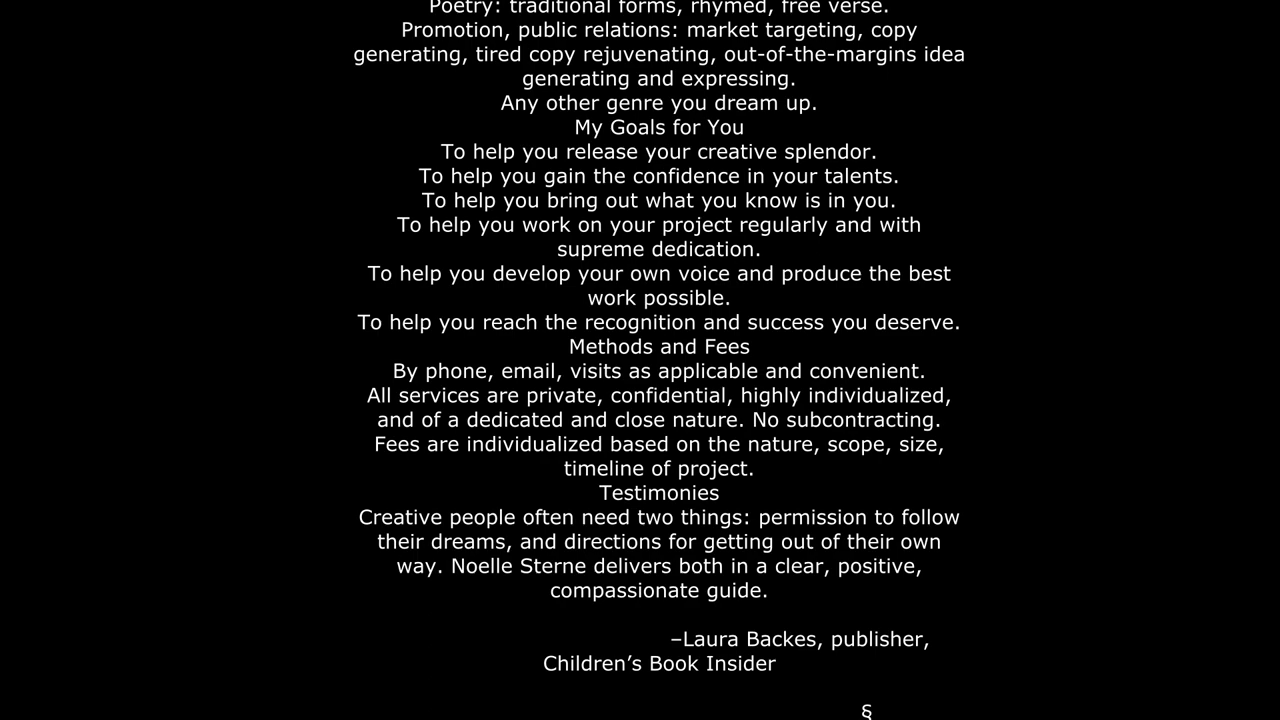 Poetry: traditional forms, rhymed, free verse.
Promotion, public relations: market targeting, copy
generating, tired copy rejuvenating, out-of-the-margins idea
generating and expressing.
Any other genre you dream up.
My Goals for You
To help you release your creative splendor.
To help you gain the confidence in your talents.
To help you bring out what you know is in you.
To help you work on your project regularly and with
supreme dedication.
To help you develop your own voice and produce the best
work possible.
To help you reach the recognition and success you deserve.
Methods and Fees
By phone, email, visits as applicable and convenient.
All services are private, confidential, highly individualized,
and of a dedicated and close nature. No subcontracting.
Fees are individualized based on the nature, scope, size,
timeline of project.
Testimonies
Creative people often need two things: permission to follow
their dreams, and directions for getting out of their own
way. Noelle Sterne delivers both in a clear, positive,
compassionate guide.
–Laura Backes, publisher,
Children’s Book Insider
§